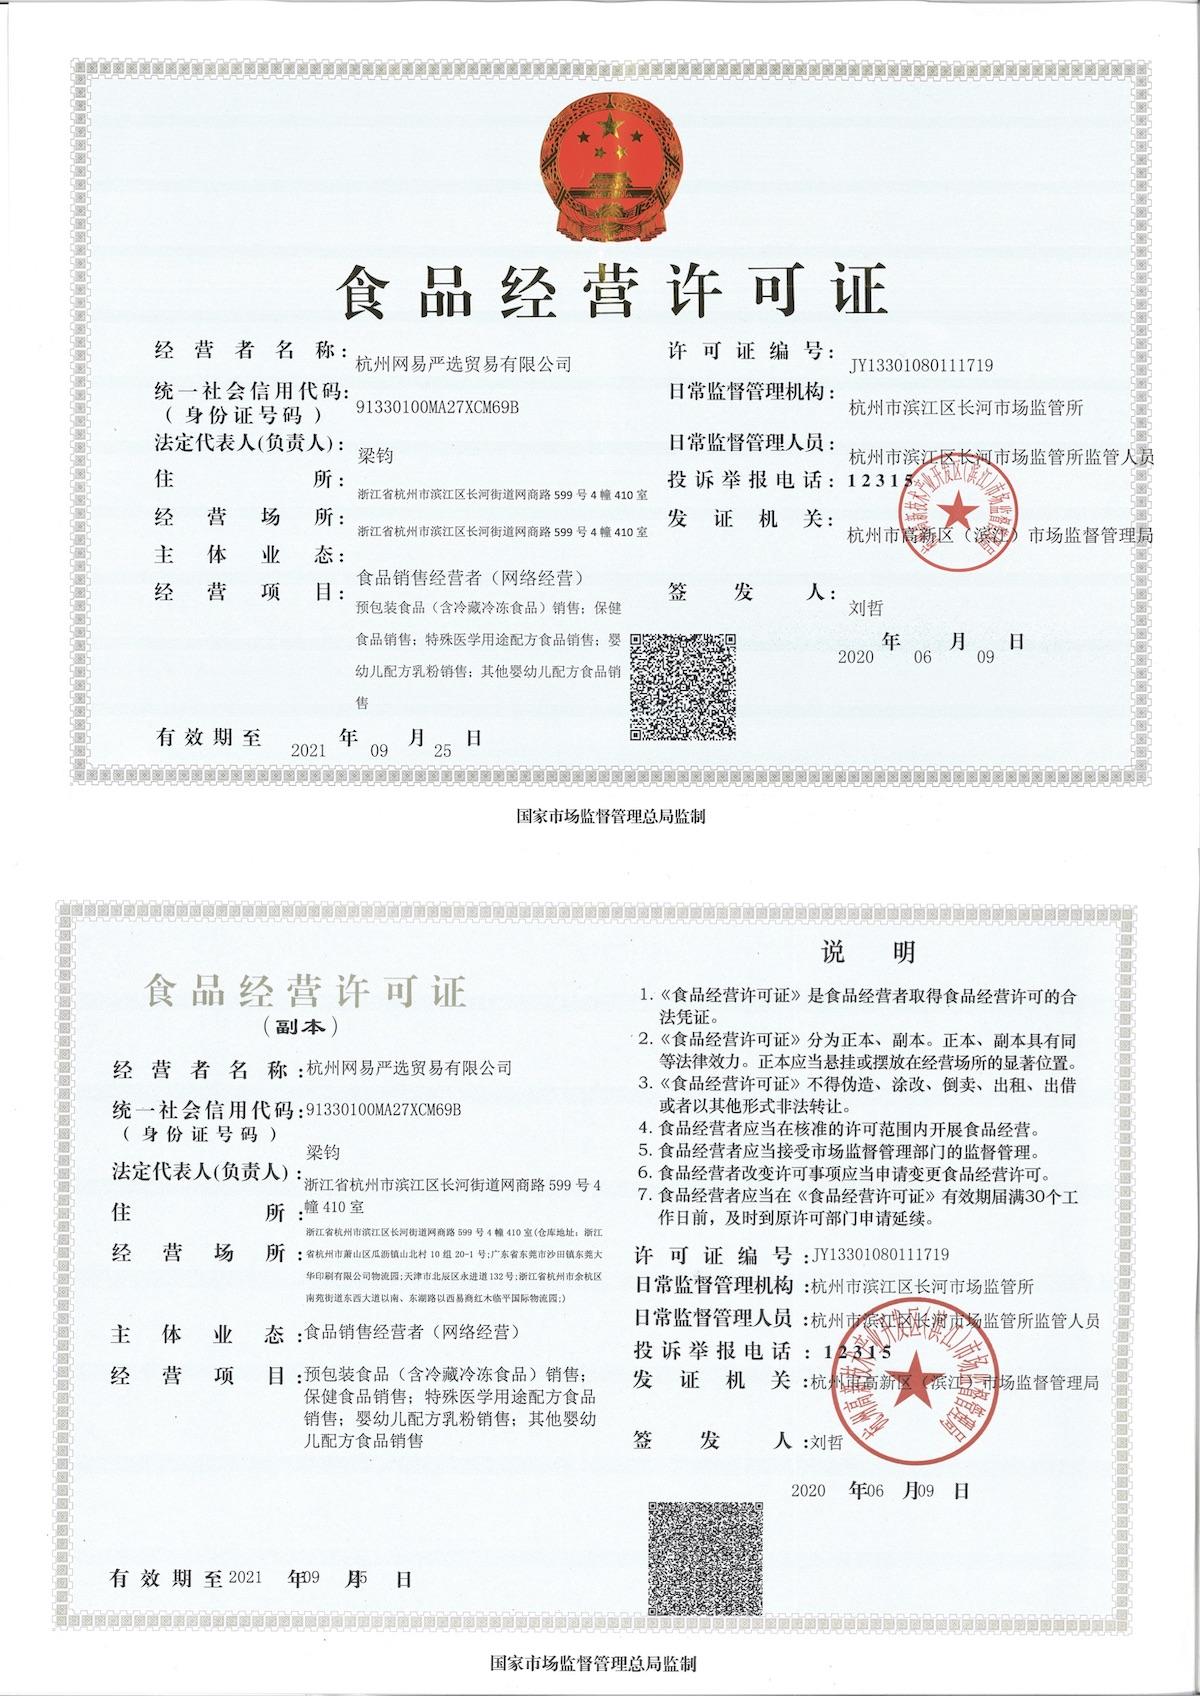 食品经营许可证
经营者名称：杭州网易严选贸易有限公司
统一社会信用代码：91330100MA27XCM69B
（身份证号码）
法定代表人(负责人)：梁钧
住所：浙江省杭州市滨江区长河街道网商路 599 号 4 幢 410 室
经营场所：浙江省杭州市滨江区长河街道网商路 599 号 4 幢 410 室
主体业态：食品销售经营者（网络经营）
经营项目：预包装食品（含冷藏冷冻食品）销售；保健
食品销售；特殊医学用途配方食品销售；婴
幼儿配方乳粉销售；其他婴幼儿配方食品销
售
有效期至 2021 年 09 月 25 日
许可证编号：JY13301080111719
日常监督管理机构：杭州市滨江区长河市场监管所
日常监督管理人员：杭州市滨江区长河市场监管所监管人员
投诉举报电话：12315
发证机关：杭州市高新区（滨江）市场监督管理局
签发人：刘哲
2020 年 06 月 09 日
国家市场监督管理总局监制
食品经营许可证
（副本）
经营者名称：杭州网易严选贸易有限公司
统一社会信用代码：91330100MA27XCM69B
（身份证号码）
法定代表人(负责人)：梁钧
住所：浙江省杭州市滨江区长河街道网商路 599 号 4
幢 410 室
经营场所：浙江省杭州市滨江区长河街道网商路 599 号 4 幢 410 室(仓库地址：浙江
省杭州市萧山区瓜沥镇山北村 10 组 20-1 号;广东省东莞市沙田镇东莞大
华印刷有限公司物流园;天津市北辰区永进道 132 号;浙江省杭州市余杭区
南苑街道东西大道以南、东湖路以西易商红木临平国际物流园;)
主体业态：食品销售经营者（网络经营）
经营项目：预包装食品（含冷藏冷冻食品）销售；
保健食品销售；特殊医学用途配方食品
销售；婴幼儿配方乳粉销售；其他婴幼
儿配方食品销售
有效期至 2021 年 09 月 25 日
说明
1.《食品经营许可证》是食品经营者取得食品经营许可的合
法凭证。
2.《食品经营许可证》分为正本、副本。正本、副本具有同
等法律效力。正本应当悬挂或摆放在经营场所的显著位置。
3.《食品经营许可证》不得伪造、涂改、倒卖、出租、出借
或者以其他形式非法转让。
4. 食品经营者应当在核准的许可范围内开展食品经营。
5. 食品经营者应当接受市场监督管理部门的监督管理。
6. 食品经营者改变许可事项应当申请变更食品经营许可。
7. 食品经营者应当在《食品经营许可证》有效期届满30个工
作日前，及时到原许可部门申请延续。
许可证编号：JY13301080111719
日常监督管理机构：杭州市滨江区长河市场监管所
日常监督管理人员：杭州市滨江区长河市场监管所监管人员
投诉举报电话：12315
发证机关：杭州市高新区（滨江）市场监督管理局
签发人：刘哲
2020 年 06 月 09 日
国家市场监督管理总局监制